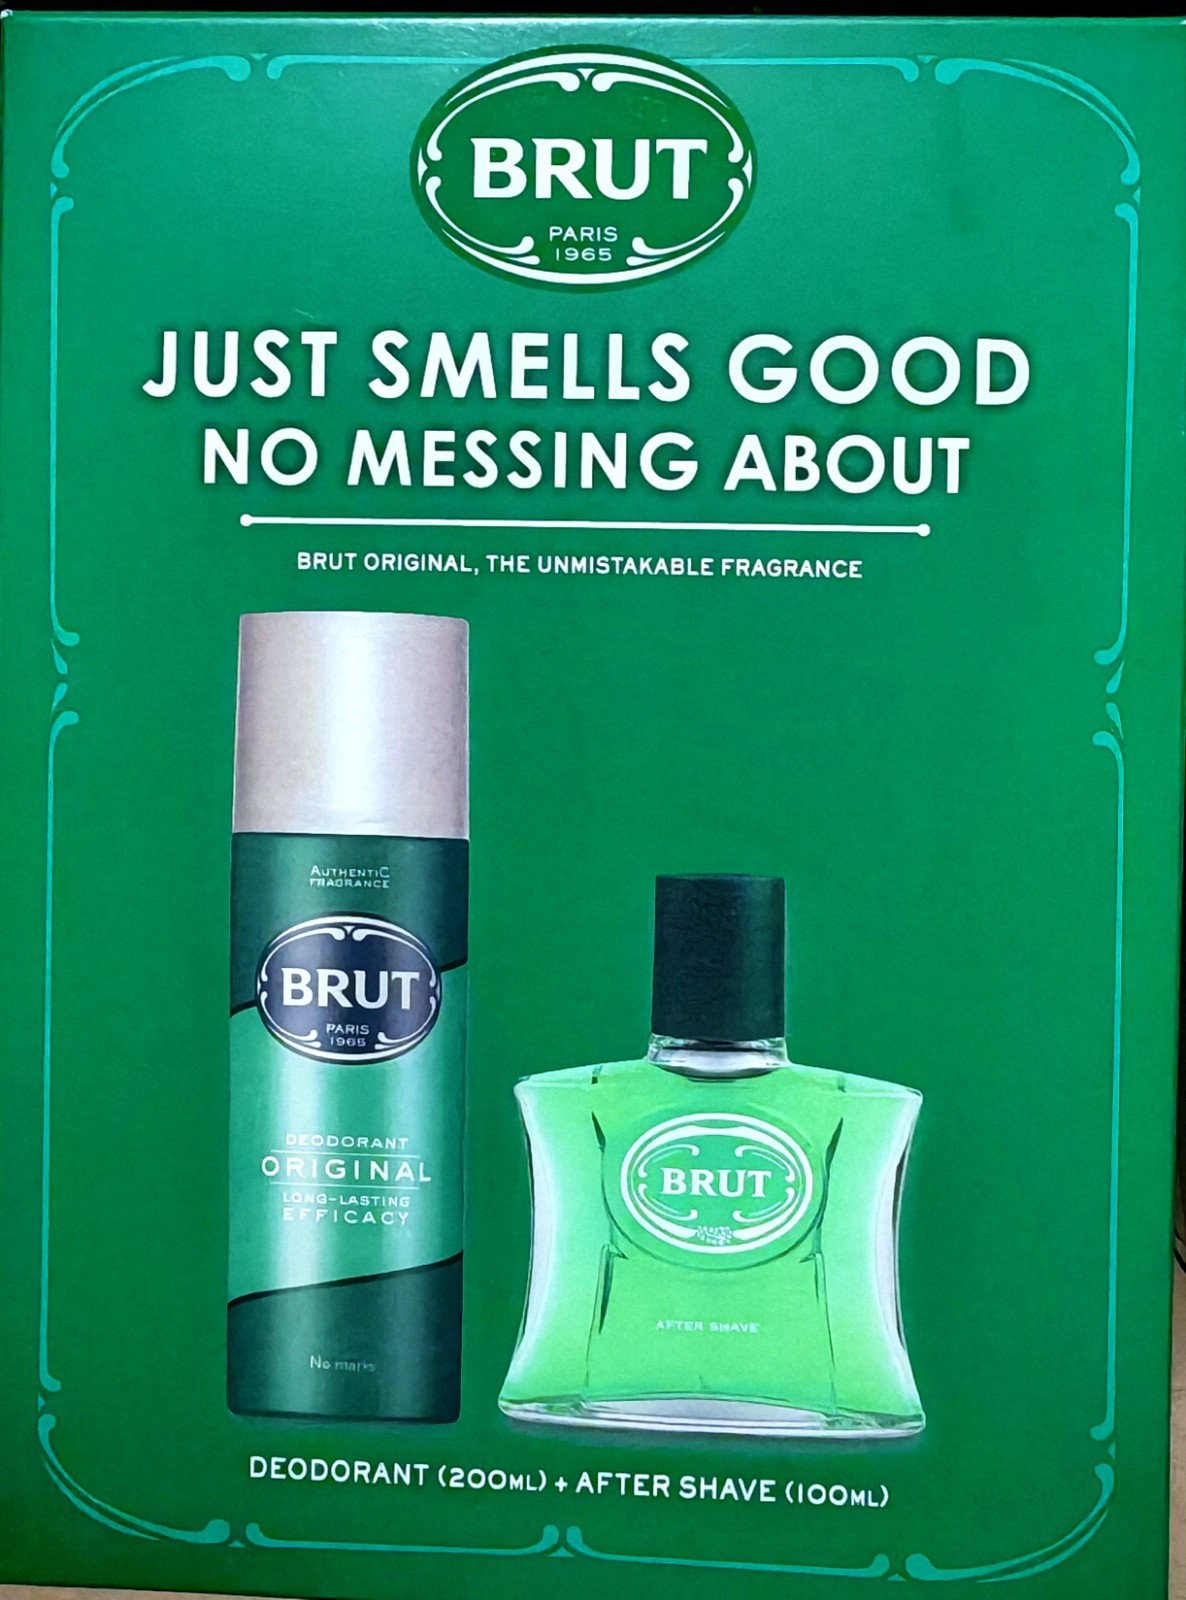 BRUT
PARIS
1965
JUST SMELLS GOOD
NO MESSING ABOUT
BRUT ORIGINAL, THE UNMISTAKABLE FRAGRANCE
AUTHENTIC
FRAGRANCE
BRUT
PARIS
1965
DEODORANT
ORIGINAL
LONG-LASTING
EFFICACY
No marks
BRUT
AFTER SHAVE
DEODORANT (200ML) + AFTER SHAVE (100ML)